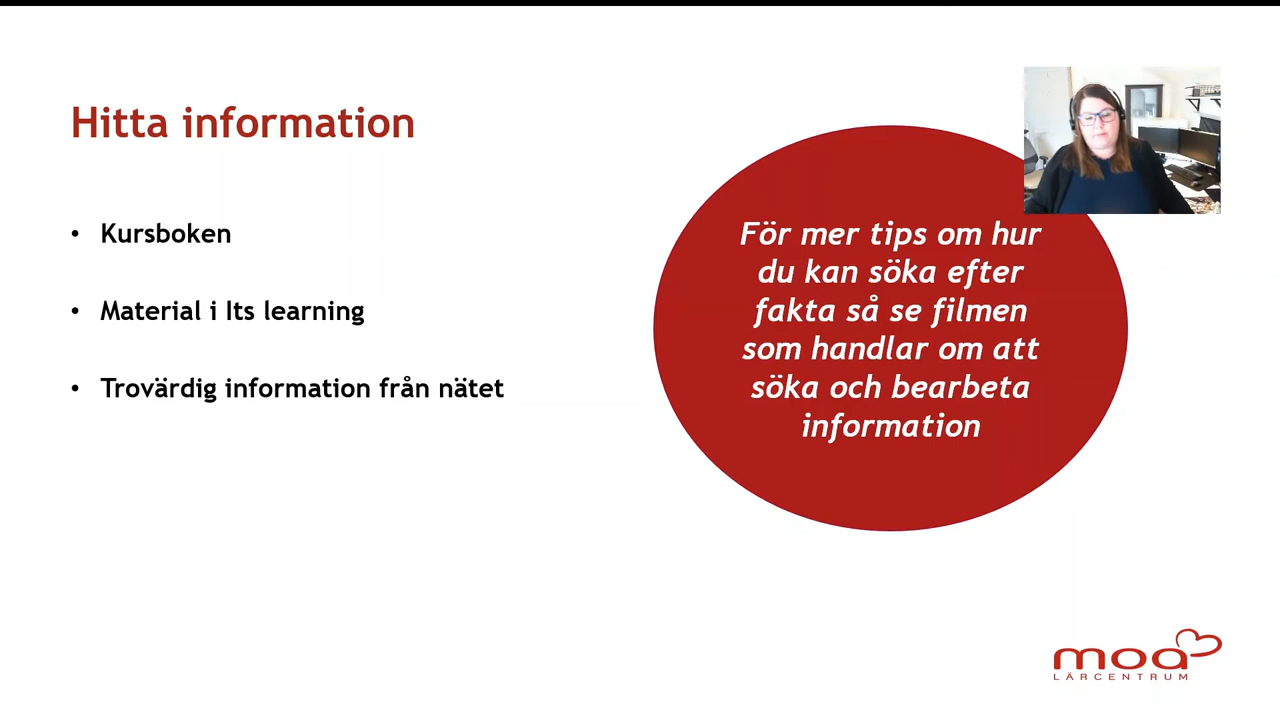 Hitta information
• Kursboken
• Material i Its learning
• Trovärdig information från nätet
För mer tips om hur
du kan söka efter
fakta så se filmen
som handlar om att
söka och bearbeta
information
moa
LÄRCENTRUM